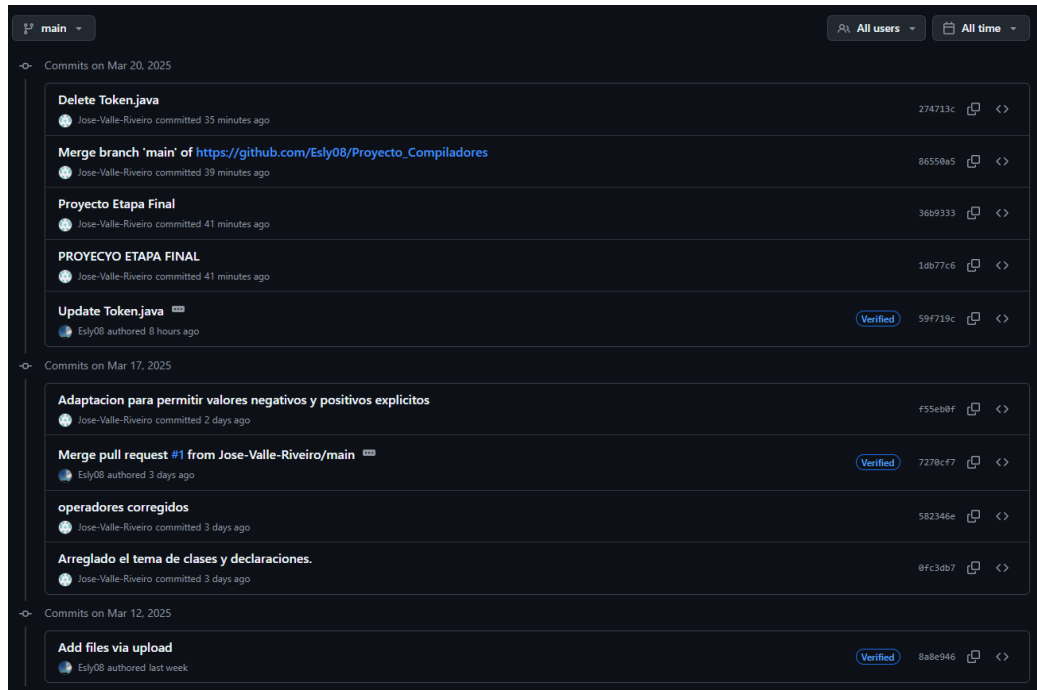 main
All users
All time
Commits on Mar 20, 2025
Delete Token.java
Jose-Valle-Riveiro committed 35 minutes ago
274713c
Merge branch 'main' of https://github.com/Esly08/Proyecto_Compiladores
Jose-Valle-Riveiro committed 39 minutes ago
86550a5
Proyecto Etapa Final
Jose-Valle-Riveiro committed 41 minutes ago
36b9333
PROYECYO ETAPA FINAL
Jose-Valle-Riveiro committed 41 minutes ago
1db77c6
Update Token.java
Esly08 authored 8 hours ago
Verified
59f719c
Commits on Mar 17, 2025
Adaptacion para permitir valores negativos y positivos explicitos
Jose-Valle-Riveiro committed 2 days ago
f55eb0f
Merge pull request #1 from Jose-Valle-Riveiro/main
Esly08 authored 3 days ago
Verified
7270cf7
operadores corregidos
Jose-Valle-Riveiro committed 3 days ago
582346e
Arreglado el tema de clases y declaraciones.
Jose-Valle-Riveiro committed 3 days ago
0fc3db7
Commits on Mar 12, 2025
Add files via upload
Esly08 authored last week
Verified
8a8e946